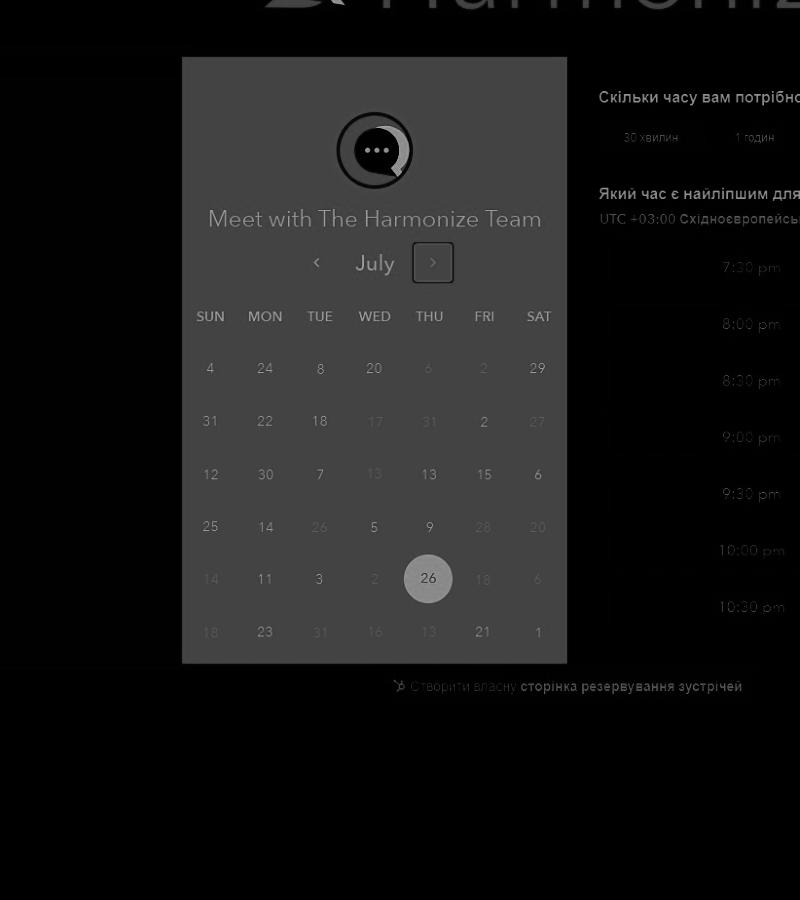 Harmoniz
Meet with The Harmonize Team
July
SUN MON TUE WED THU FRI SAT
4 24 8 20 6 2 29
31 22 18 17 31 2 27
12 30 7 13 13 15 6
25 14 26 5 9 28 20
14 11 3 2 26 18 6
18 23 31 16 13 21 1
Скільки часу вам потрібно
30 хвилин 1 годин
Який час є найліпшим для
UTC +03:00 Східноєвропейсь
7:30 pm
8:00 pm
8:30 pm
9:00 pm
9:30 pm
10:00 pm
10:30 pm
Створити власну сторінка резервування зустрічей